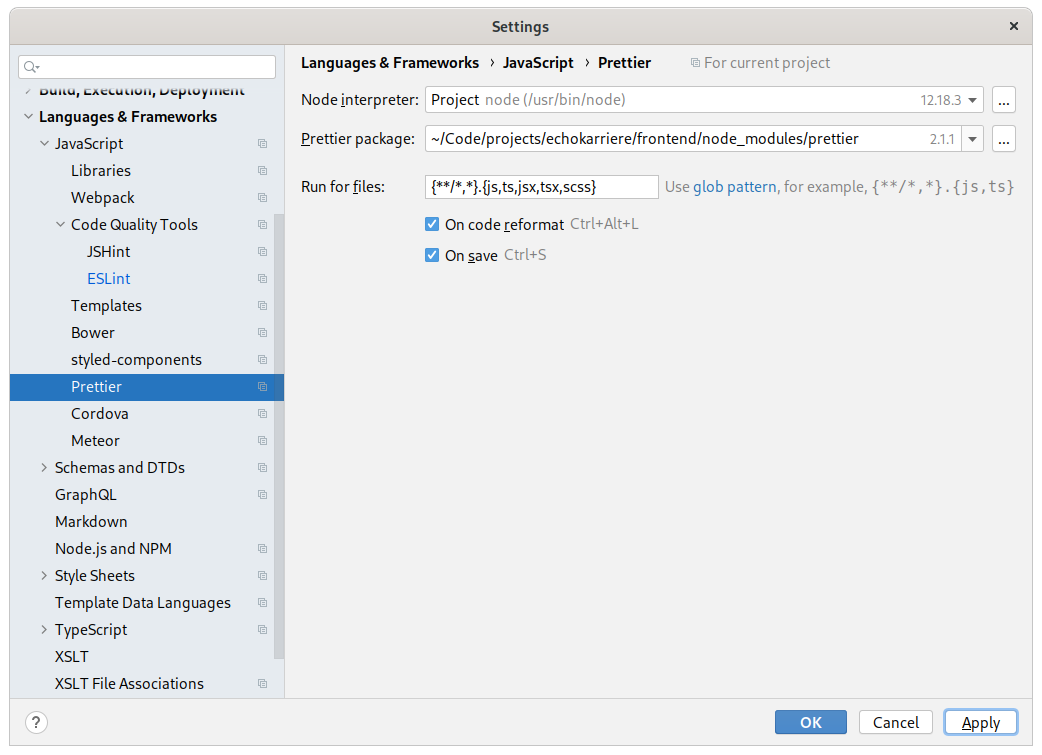 Settings
Languages & Frameworks › JavaScript › Prettier For current project
Build, Execution, Deployment
Languages & Frameworks
JavaScript
Libraries
Webpack
Code Quality Tools
JSHint
ESLint
Templates
Bower
styled-components
Prettier
Cordova
Meteor
Schemas and DTDs
GraphQL
Markdown
Node.js and NPM
Style Sheets
Template Data Languages
TypeScript
XSLT
XSLT File Associations
Node interpreter: Project node (/usr/bin/node) 12.18.3 ...
Prettier package: ~/Code/projects/echokarriere/frontend/node_modules/prettier 2.1.1 ...
Run for files: {**/*,*}.{js,ts,jsx,tsx,scss} Use glob pattern, for example, {**/*,*}.{js,ts}
On code reformat Ctrl+Alt+L
On save Ctrl+S
? OK Cancel Apply